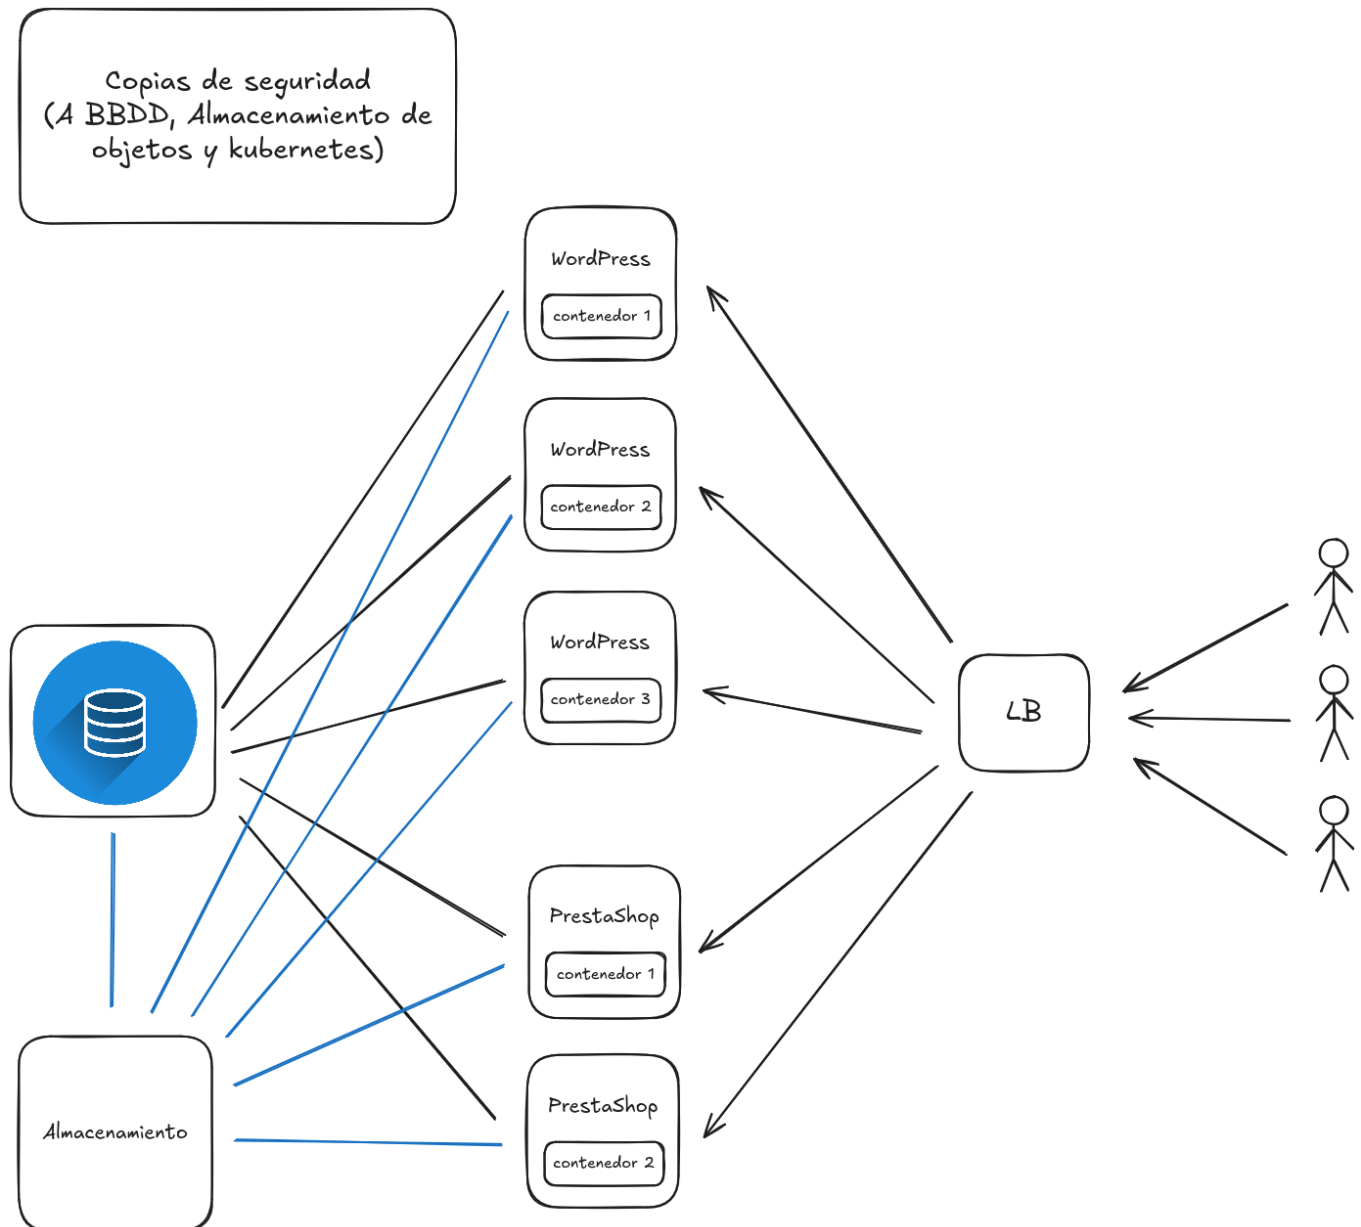 Copias de seguridad
(A BBDD, Almacenamiento de
objetos y kubernetes)
WordPress
contenedor 1
WordPress
contenedor 2
WordPress
contenedor 3
LB
PrestaShop
contenedor 1
PrestaShop
contenedor 2
Almacenamiento